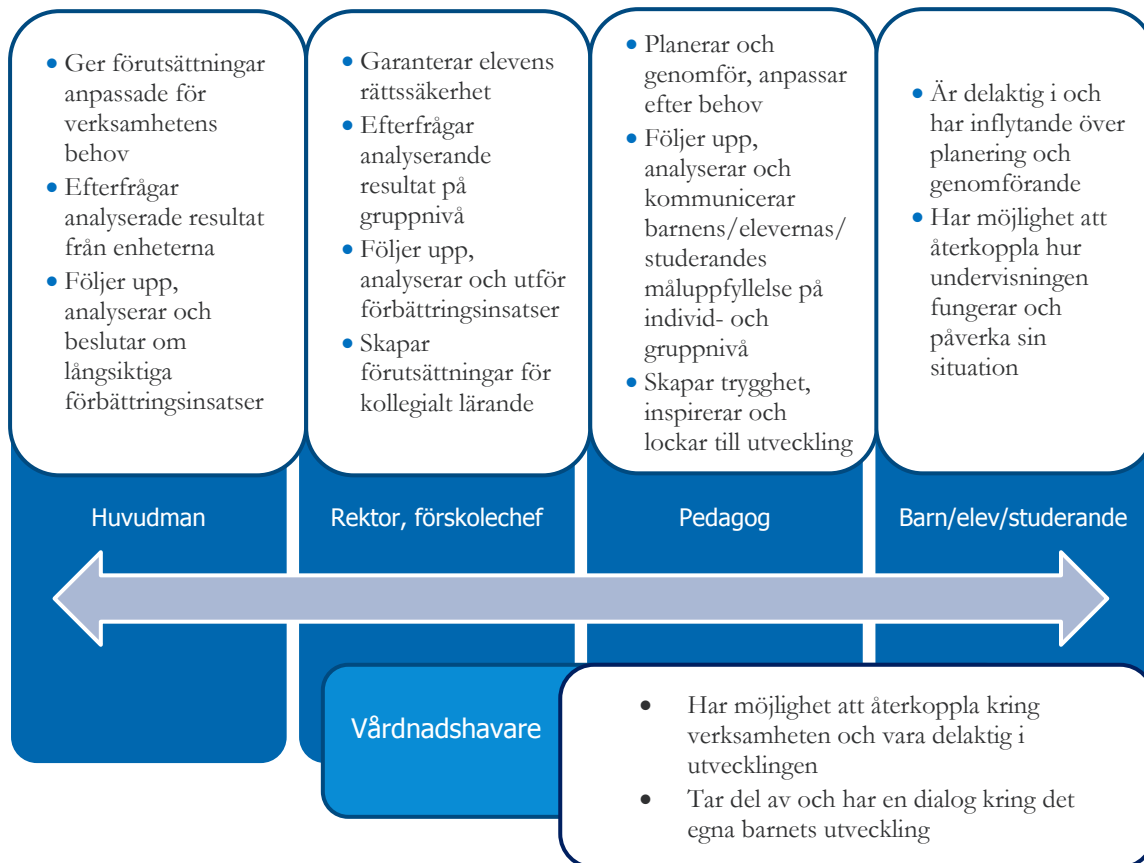 • Ger förutsättningar
anpassade för
verksamhetens
behov
• Efterfrågar
analyserade resultat
från enheterna
• Följer upp,
analyserar och
beslutar om
långsiktiga
förbättringsinsatser
• Garanterar elevens
rättssäkerhet
• Efterfrågar
analyserande
resultat på
gruppnivå
• Följer upp,
analyserar och utför
förbättringsinsatser
• Skapar
förutsättningar för
kollegialt lärande
• Planerar och
genomför, anpassar
efter behov
• Följer upp,
analyserar och
kommunicerar
barnens/elevernas/
studerandes
måluppfyllelse på
individ- och
gruppnivå
• Skapar trygghet,
inspirerar och
lockar till utveckling
• Är delaktig i och
har inflytande över
planering och
genomförande
• Har möjlighet att
återkoppla hur
undervisningen
fungerar och
påverka sin
situation
Huvudman
Rektor, förskolechef
Pedagog
Barn/elev/studerande
Vårdnadshavare
• Har möjlighet att återkoppla kring
verksamheten och vara delaktig i
utvecklingen
• Tar del av och har en dialog kring det
egna barnets utveckling